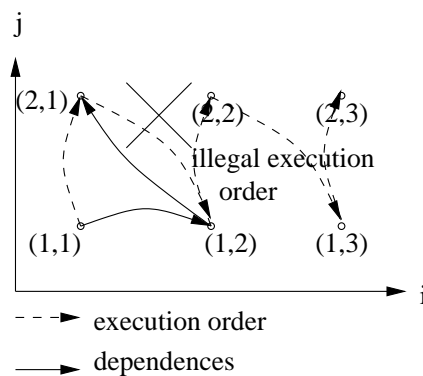 j
(2,1)
(2,2)
(2,3)
illegal execution
order
(1,1)
(1,2)
(1,3)
i
execution order
dependences